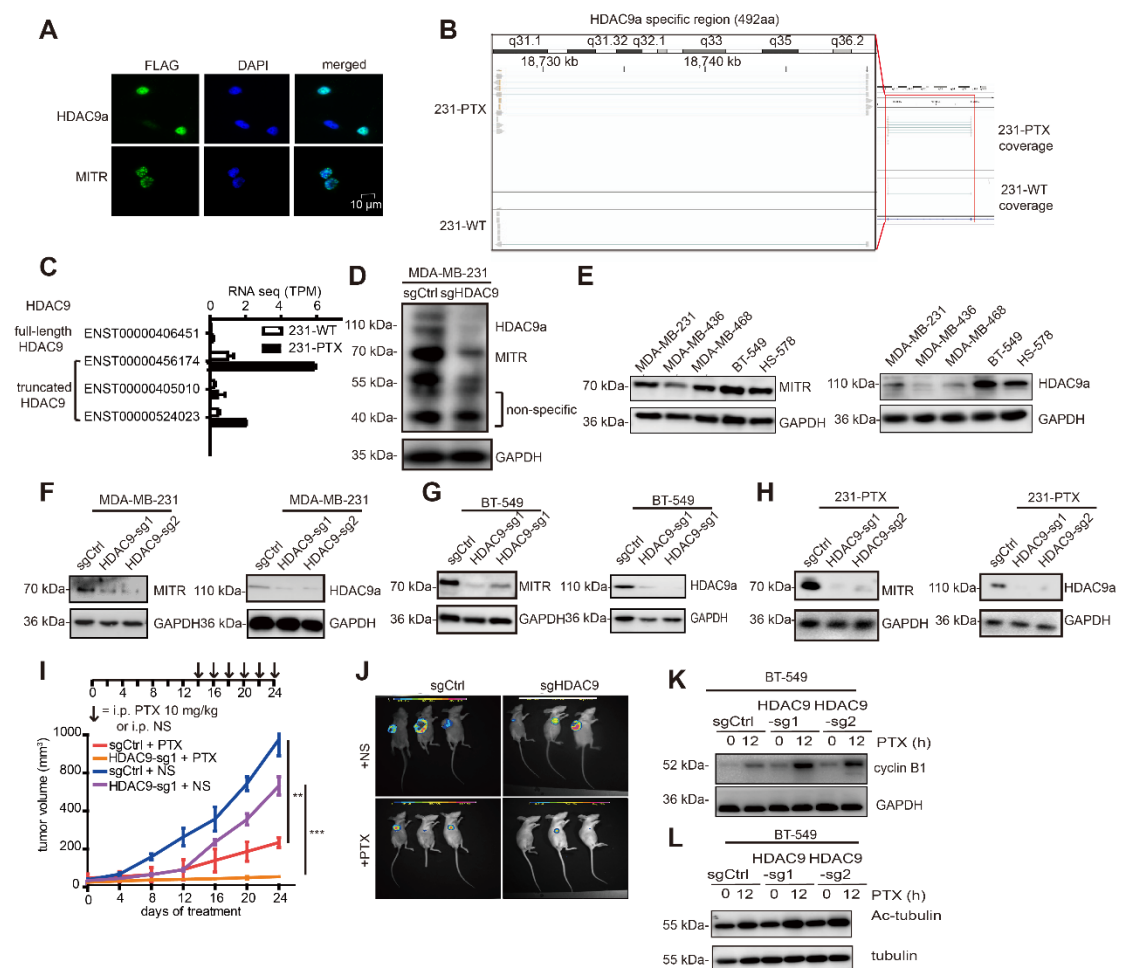 A
FLAG DAPI merged
HDAC9a
MITR
10 μm
B
HDAC9a specific region (492aa)
q31.1 q31.32 q32.1 q33 q35 q36.2
18,730 kb 18,740 kb
231-PTX
231-WT
231-PTX
coverage
231-WT
coverage
C
RNA seq (TPM)
HDAC9
0 2 4 6
full-length
HDAC9
ENST00000406451
231-WT
231-PTX
ENST00000456174
truncated
HDAC9
ENST00000405010
ENST00000524023
D
MDA-MB-231
sgCtrl sgHDAC9
110 kDa-
HDAC9a
70 kDa-
MITR
55 kDa-
non-specific
40 kDa-
35 kDa-
GAPDH
E
MDA-MB-231
MDA-MB-436
MDA-MB-468
BT-549
HS-578
70 kDa-
MITR
36 kDa-
GAPDH
MDA-MB-231
MDA-MB-436
MDA-MB-468
BT-549
HS-578
110 kDa-
HDAC9a
36 kDa-
GAPDH
F
MDA-MB-231
sgCtrl
HDAC9-sg1
HDAC9-sg2
70 kDa-
MITR
36 kDa-
GAPDH
MDA-MB-231
sgCtrl
HDAC9-sg1
HDAC9-sg2
110 kDa-
HDAC9a
36 kDa-
GAPDH
G
BT-549
sgCtrl
HDAC9-sg1
HDAC9-sg1
70 kDa-
MITR
36 kDa-
GAPDH
BT-549
sgCtrl
HDAC9-sg1
HDAC9-sg1
110 kDa-
HDAC9a
36 kDa-
GAPDH
H
231-PTX
sgCtrl
HDAC9-sg1
HDAC9-sg2
70 kDa-
MITR
36 kDa-
GAPDH
231-PTX
sgCtrl
HDAC9-sg1
HDAC9-sg2
110 kDa-
HDAC9a
36 kDa-
GAPDH
I
0 4 8 12 16 20 24
= i.p. PTX 10 mg/kg
or i.p. NS
1000
800
600
400
200
0
tumor volume (mm³)
sgCtrl + PTX
HDAC9-sg1 + PTX
sgCtrl + NS
HDAC9-sg1 + NS
**
***
0 4 8 12 16 20 24
days of treatment
J
sgCtrl sgHDAC9
+NS
+PTX
K
BT-549
HDAC9 HDAC9
sgCtrl -sg1 -sg2
0 12 0 12 0 12 PTX (h)
52 kDa-
cyclin B1
36 kDa-
GAPDH
L
BT-549
HDAC9 HDAC9
sgCtrl -sg1 -sg2
0 12 0 12 0 12 PTX (h)
55 kDa-
Ac-tubulin
55 kDa-
tubulin